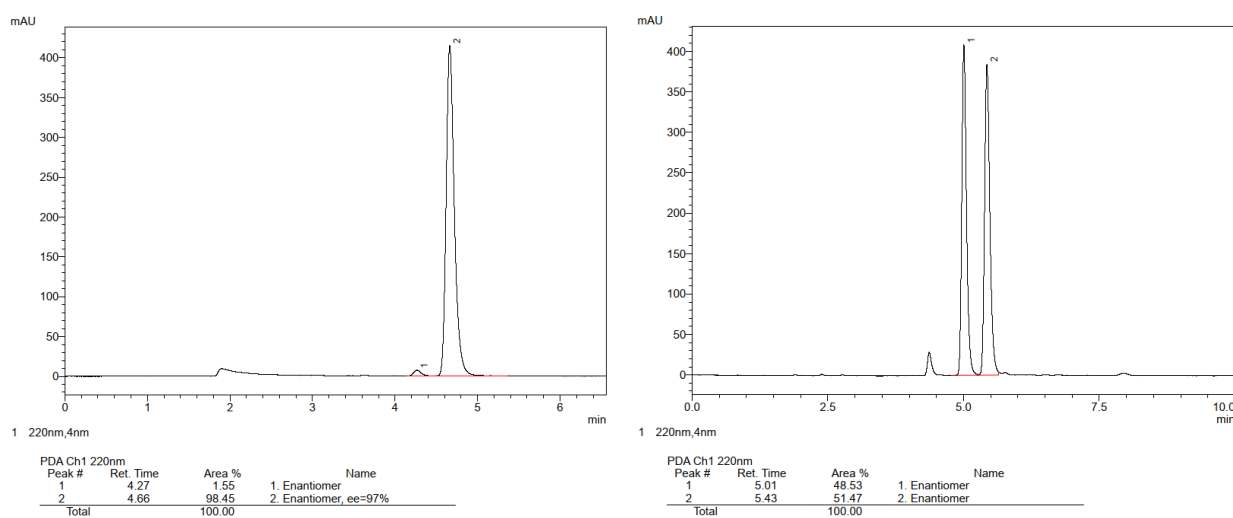 mAU
400
350
300
250
200
150
100
50
0
1
2
0 1 2 3 4 5 6
min
1 220nm,4nm
PDA Ch1 220nm
Peak # Ret. Time Area % Name
1 4.27 1.55 1. Enantiomer
2 4.66 98.45 2. Enantiomer, ee=97%
Total 100.00
mAU
400
350
300
250
200
150
100
50
0
1
2
0.0 2.5 5.0 7.5 10.0
min
1 220nm,4nm
PDA Ch1 220nm
Peak # Ret. Time Area % Name
1 5.01 48.53 1. Enantiomer
2 5.43 51.47 2. Enantiomer
Total 100.00